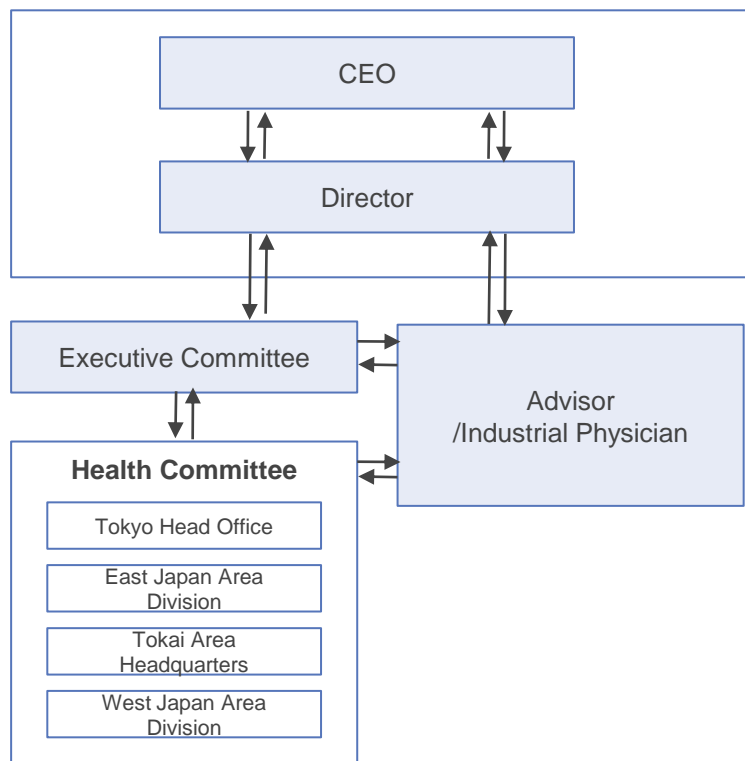 CEO
Director
Executive Committee
Advisor
/Industrial Physician
Health Committee
Tokyo Head Office
East Japan Area
Division
Tokai Area
Headquarters
West Japan Area
Division